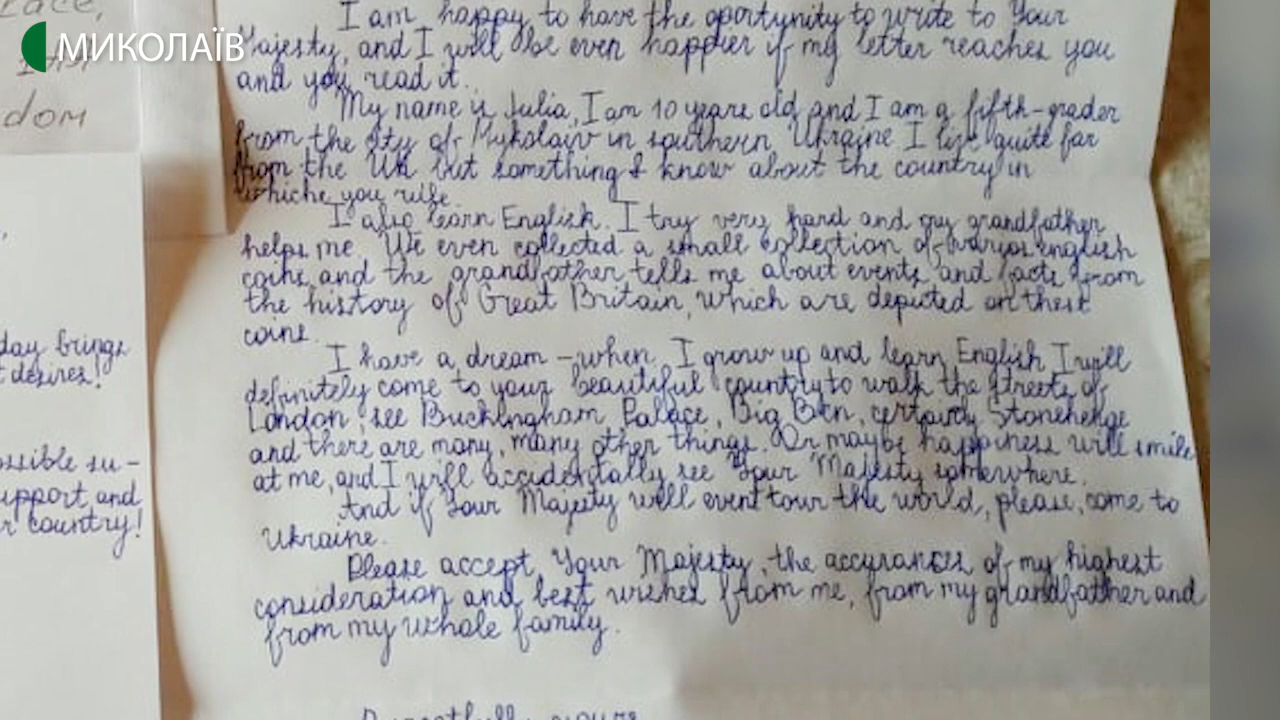 МИКОЛАЇВ
I am happy to have the oportunity to write to Your
Majesty, and I will be even happier if my letter reaches you
and you read it.
My name is Julia, I am 10 years old and I am a fifth-grader
from the sity of Mykolaiv in southern Ukraine. I live quite far
from the UK but something I know about the country in
whiche you rule.
I also learn English. I try very hard and my grandfather
helps me. We even collected a small collection of english
coins and the grandfather tells me about events and facts from
the history of Great Britain, which are depicted on these
coins.
I have a dream – when I grow up and learn English I will
definitely come to your beautiful country to walk the streets of
London, see Buckingham Palace, Big Ben, Stonehenge
and there are many, many other things. Or maybe happiness will smile
at me, and I will accidentally see Your Majesty somewhere.
And if Your Majesty will event tour the world, please, come to
Ukraine.
Please accept, Your Majesty, the of my highest
consideration and best wishes from me, from my grandfather and
from my whole family.
dom
day brings
desires!
ossible su-
upport and
r country!